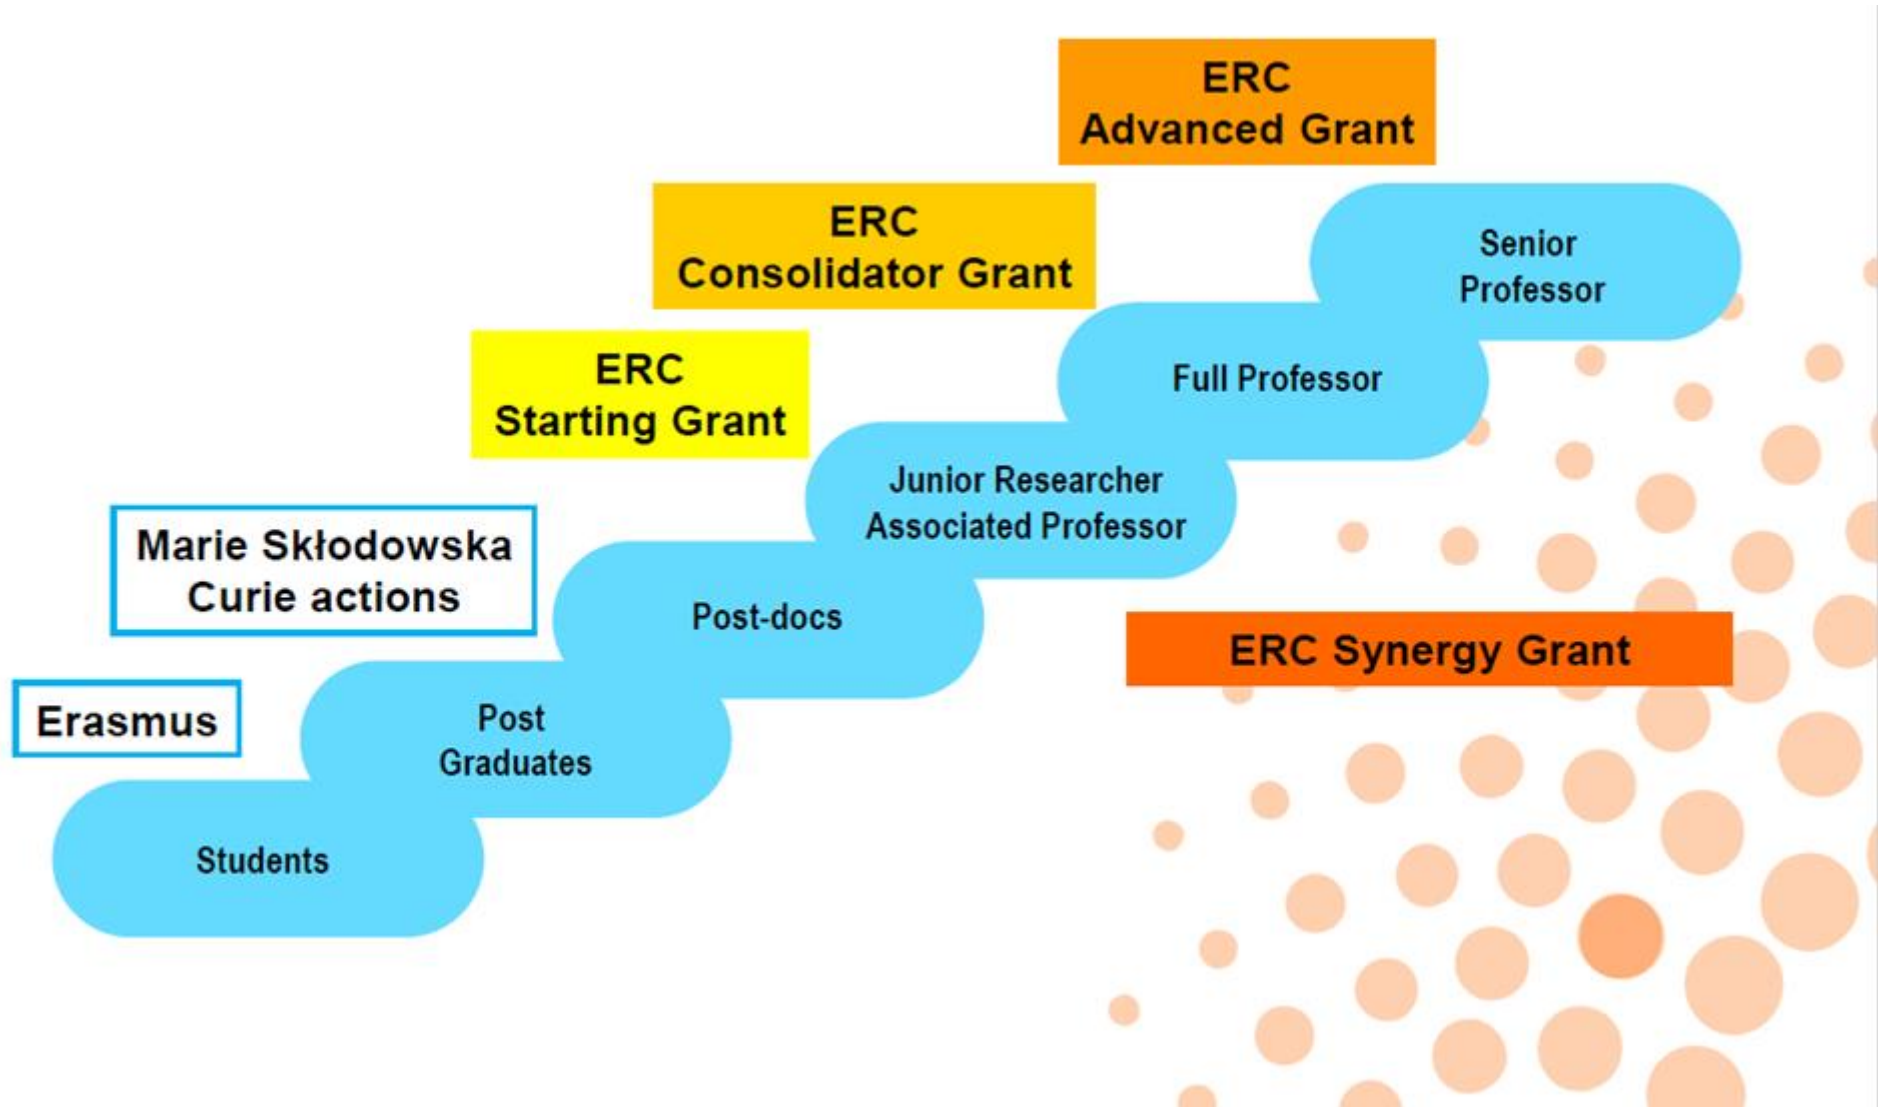 ERC
Advanced Grant
ERC
Consolidator Grant
Senior
Professor
ERC
Starting Grant
Full Professor
Junior Researcher
Associated Professor
Marie Skłodowska
Curie actions
Post-docs
ERC Synergy Grant
Erasmus
Post
Graduates
Students